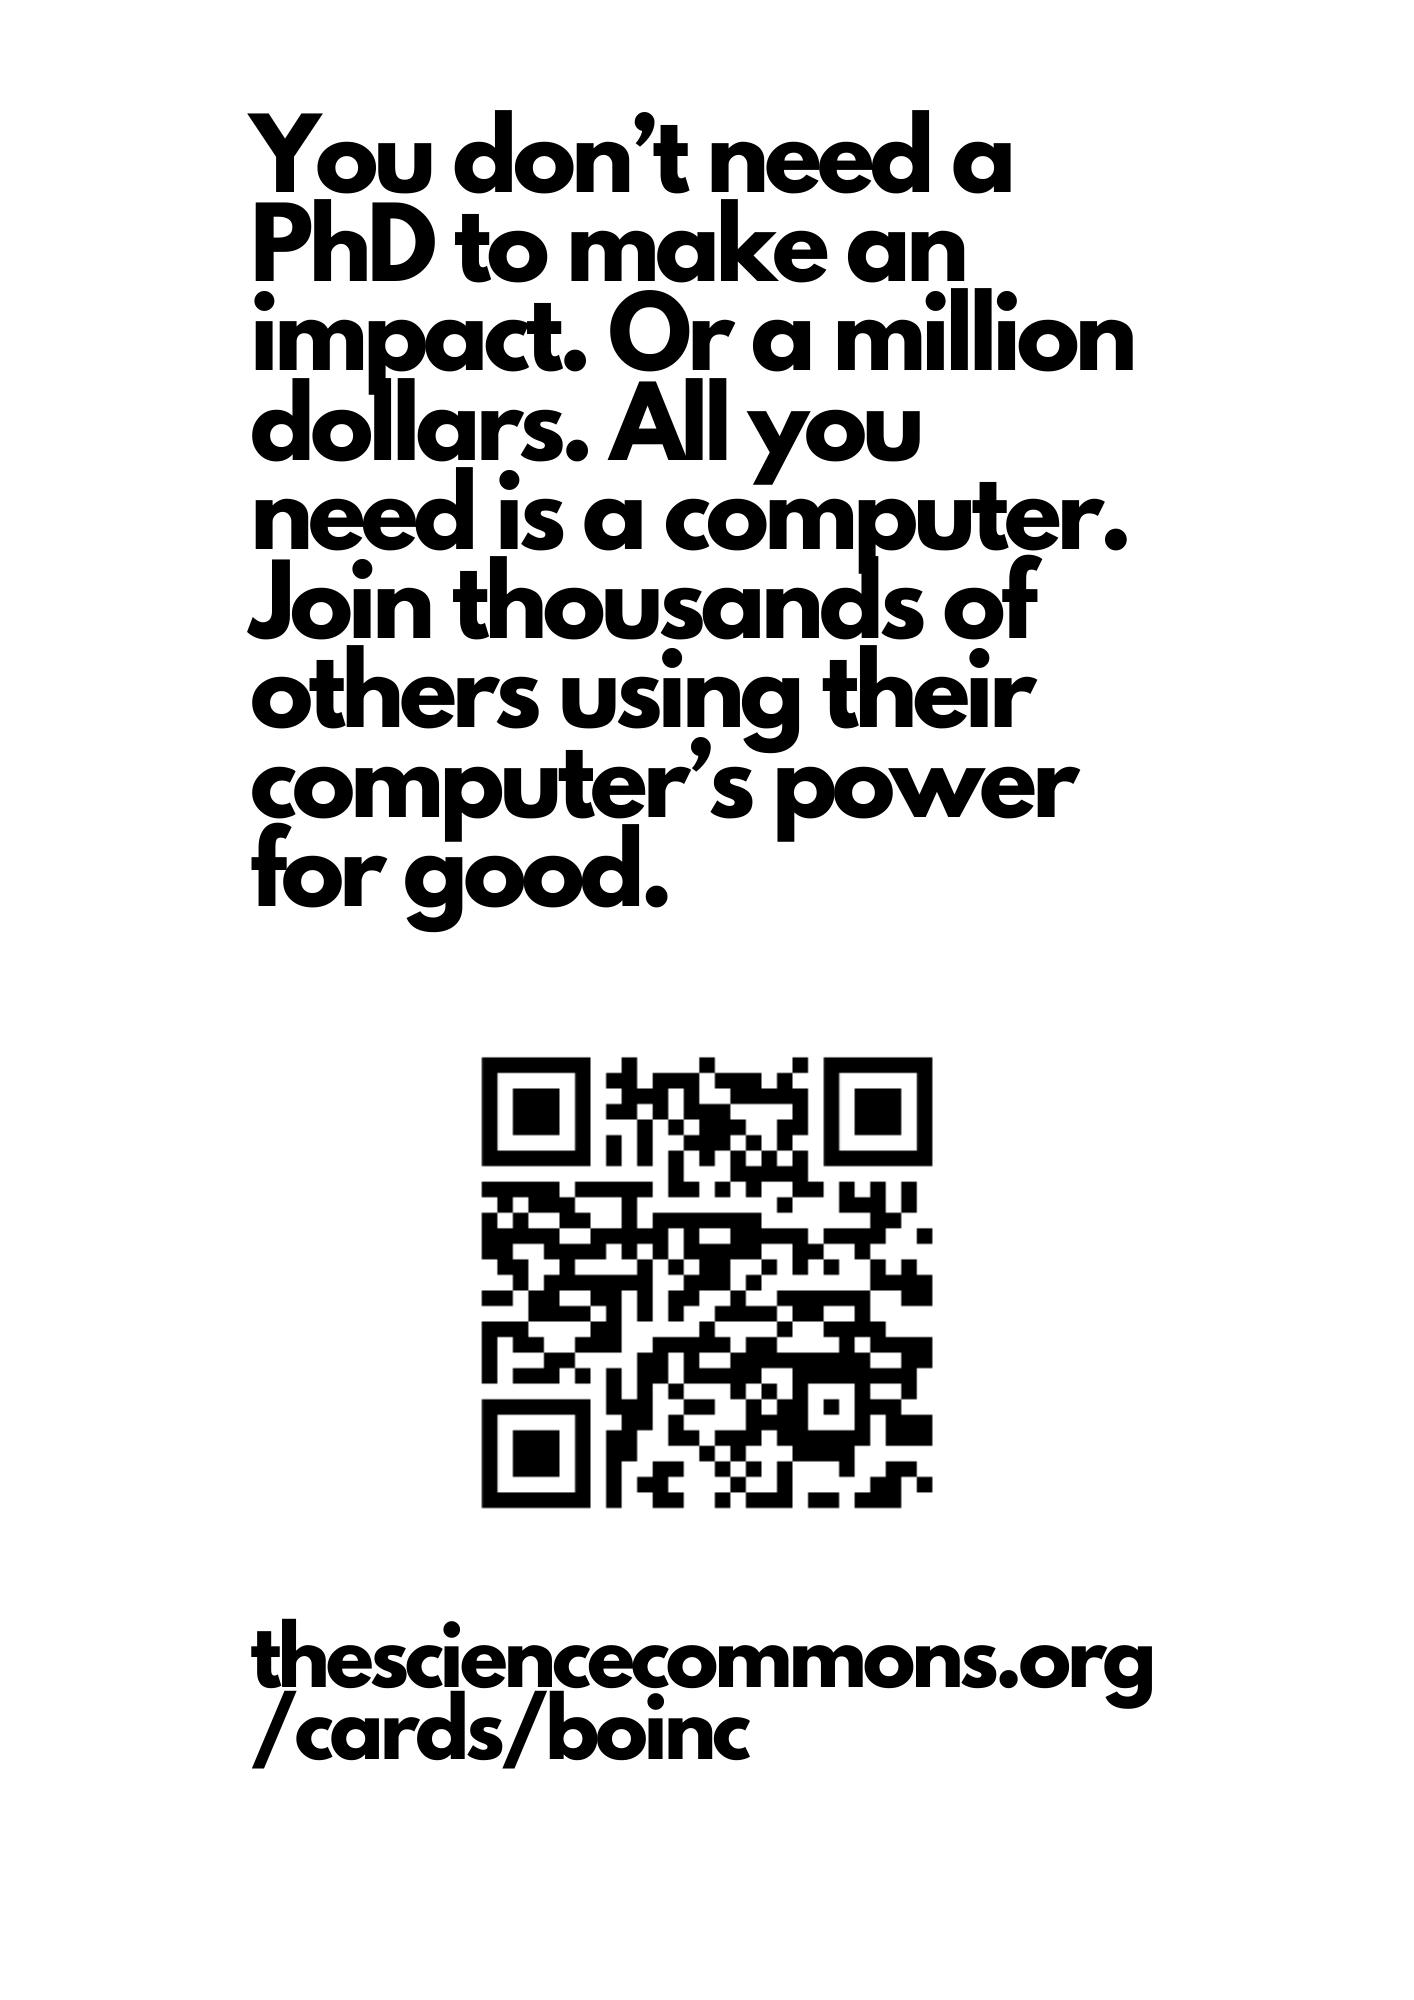 You don’t need a
PhD to make an
impact. Or a million
dollars. All you
need is a computer.
Join thousands of
others using their
computer’s power
for good.
thesciencecommons.org
/cards/boinc